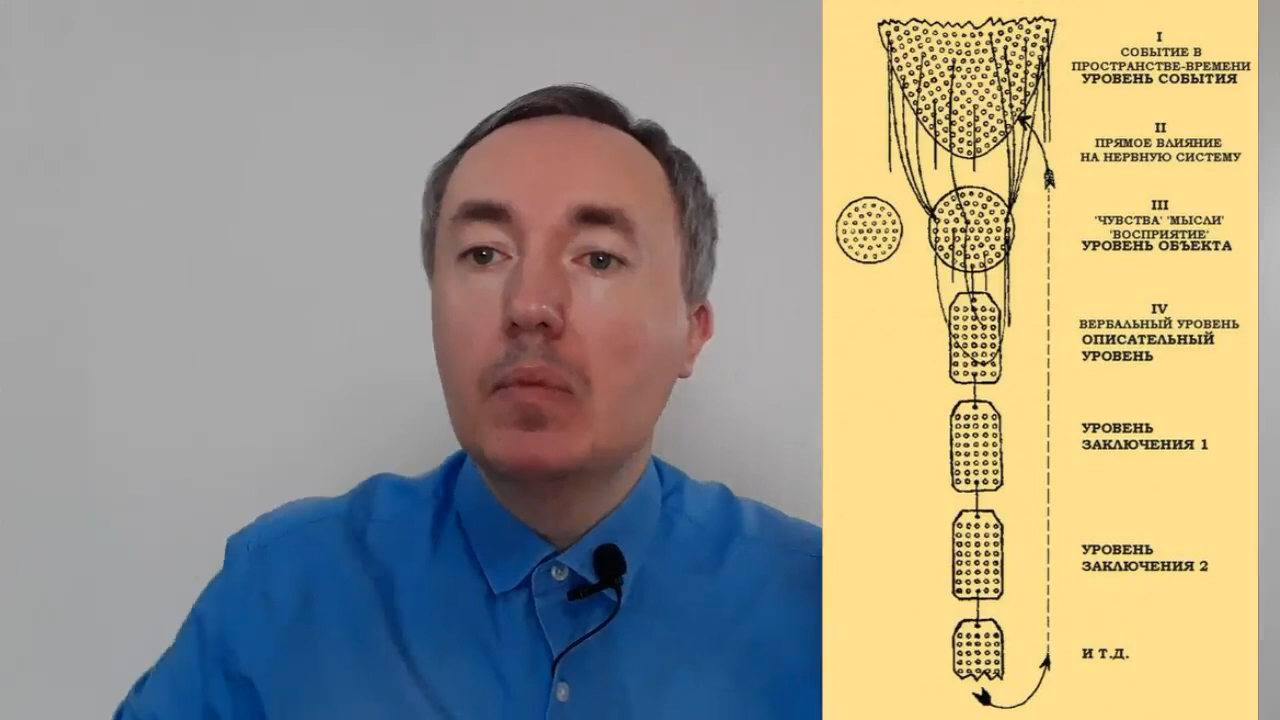 I
СОБЫТИЕ В
ПРОСТРАНСТВЕ-ВРЕМЕНИ
УРОВЕНЬ СОБЫТИЯ
II
ПРЯМОЕ ВЛИЯНИЕ
НА НЕРВНУЮ СИСТЕМУ
III
'ЧУВСТВА' 'МЫСЛИ'
'ВОСПРИЯТИЕ'
УРОВЕНЬ ОБЪЕКТА
IV
ВЕРБАЛЬНЫЙ УРОВЕНЬ
ОПИСАТЕЛЬНЫЙ
УРОВЕНЬ
УРОВЕНЬ
ЗАКЛЮЧЕНИЯ 1
УРОВЕНЬ
ЗАКЛЮЧЕНИЯ 2
И Т.Д.